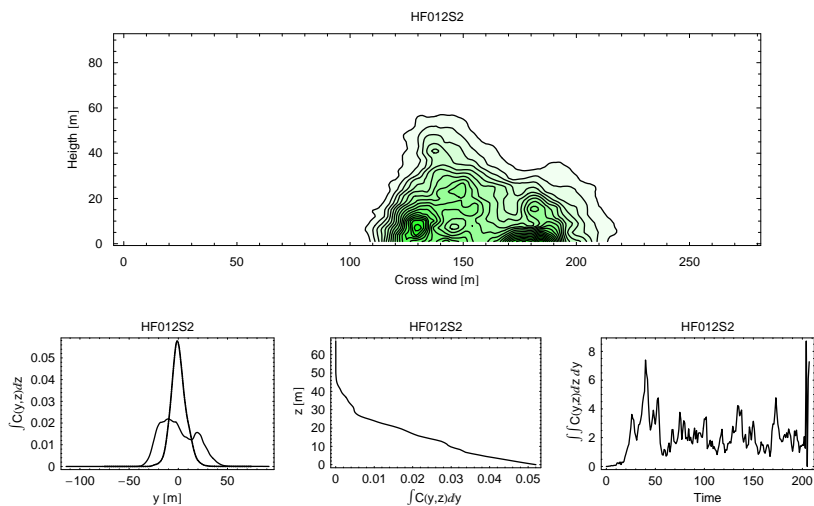 HF012S2
80
60
40
20
0
Heigth [m]
0 50 100 150 200 250
Cross wind [m]
HF012S2
0.05
0.04
0.03
0.02
0.01
0
∫C(y,z)dz
−100 −50 0 50
y [m]
HF012S2
60
50
40
30
20
10
0
z [m]
0 0.01 0.02 0.03 0.04 0.05
∫C(y,z)dy
HF012S2
8
6
4
2
0
∫∫C(y,z)dz dy
0 50 100 150 200
Time